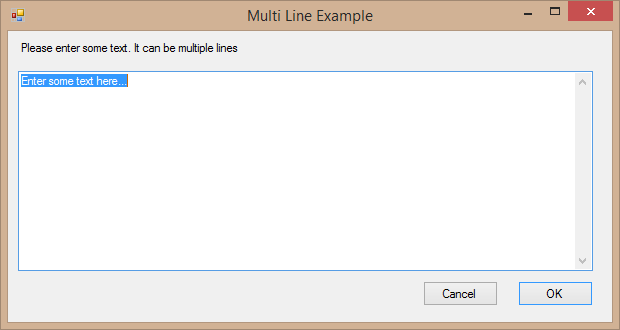 Multi Line Example
Please enter some text. It can be multiple lines
Enter some text here...
Cancel
OK